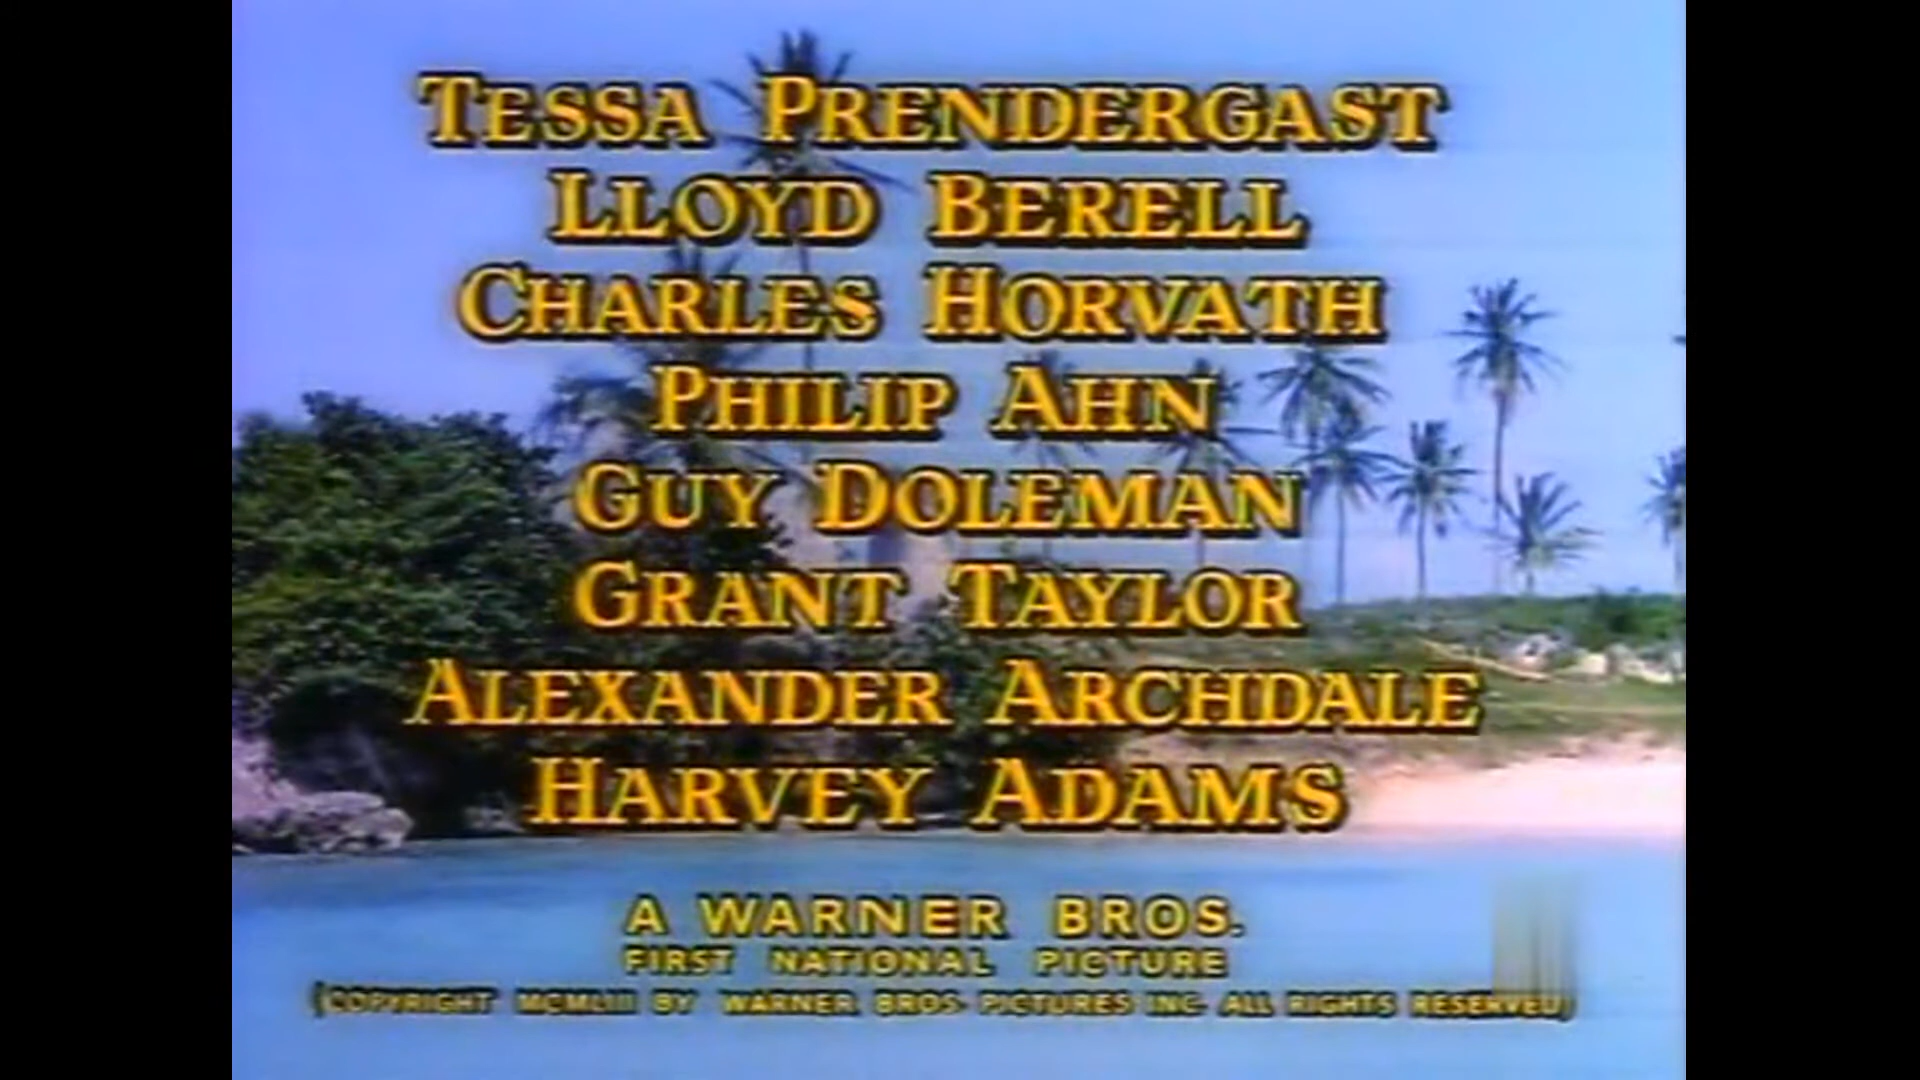 TESSA PRENDERGAST
LLOYD BERELL
CHARLES HORVATH
PHILIP AHN
GUY DOLEMAN
GRANT TAYLOR
ALEXANDER ARCHDALE
HARVEY ADAMS
A WARNER BROS.
FIRST NATIONAL PICTURE
(COPYRIGHT MCMLIII BY WARNER BROS. PICTURES INC. ALL RIGHTS RESERVED)